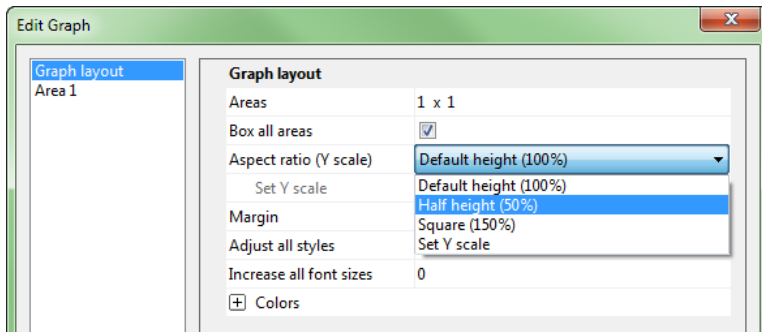 Edit Graph
Graph layout
Area 1
Graph layout
Areas 1 x 1
Box all areas
Aspect ratio (Y scale) Default height (100%)
Set Y scale Default height (100%)
Half height (50%)
Margin Square (150%)
Adjust all styles Set Y scale
Increase all font sizes 0
Colors